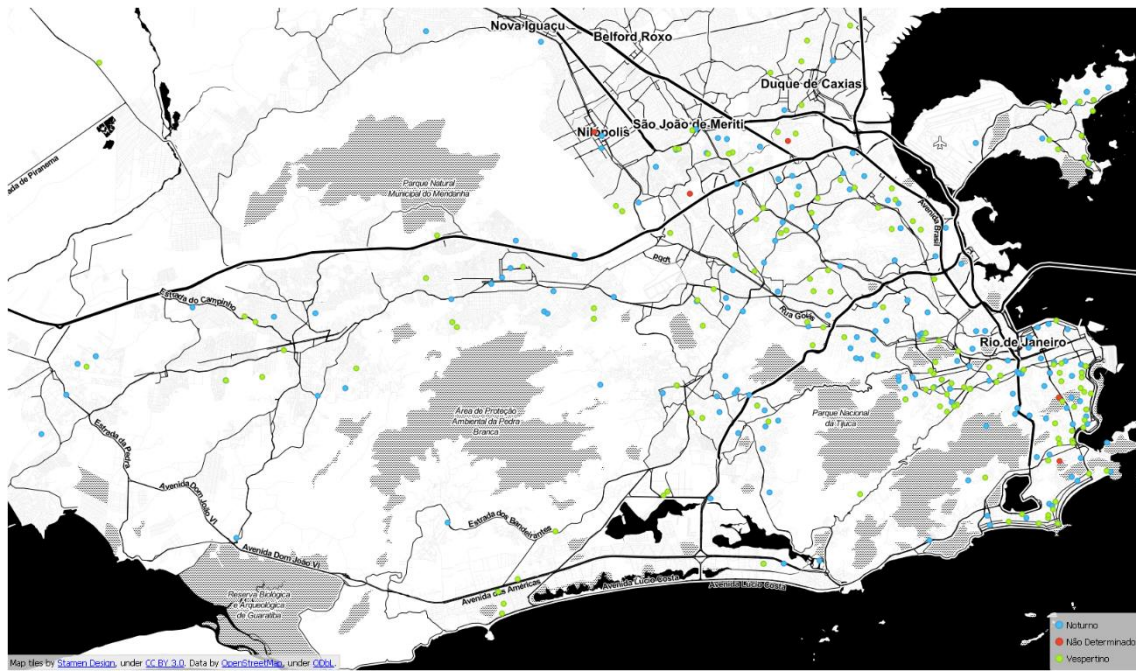 Nova Iguaçu
Belford Roxo
Duque de Caxias
São João de Meriti
Nilópolis
ada de Piranema
Parque Natural
Municipal do Mendanha
Avenida Brasil
Estrada do Campinho
Rua Goiás
Rio de Janeiro
Área de Proteção
Ambiental da Pedra
Branca
Parque Nacional
da Tijuca
Estrada da Pedra
Avenida Dom João VI
Estrada dos Bandeirantes
Avenida Dom João VI
Avenida das Américas
Avenida Lúcio Costa
Avenida Lúcio Costa
Reserva Biológica
e Arqueológica
de Guaratiba
Noturno
Não Determinado
Vespertino
Map tiles by Stamen Design, under CC BY 3.0. Data by OpenStreetMap, under ODbL.